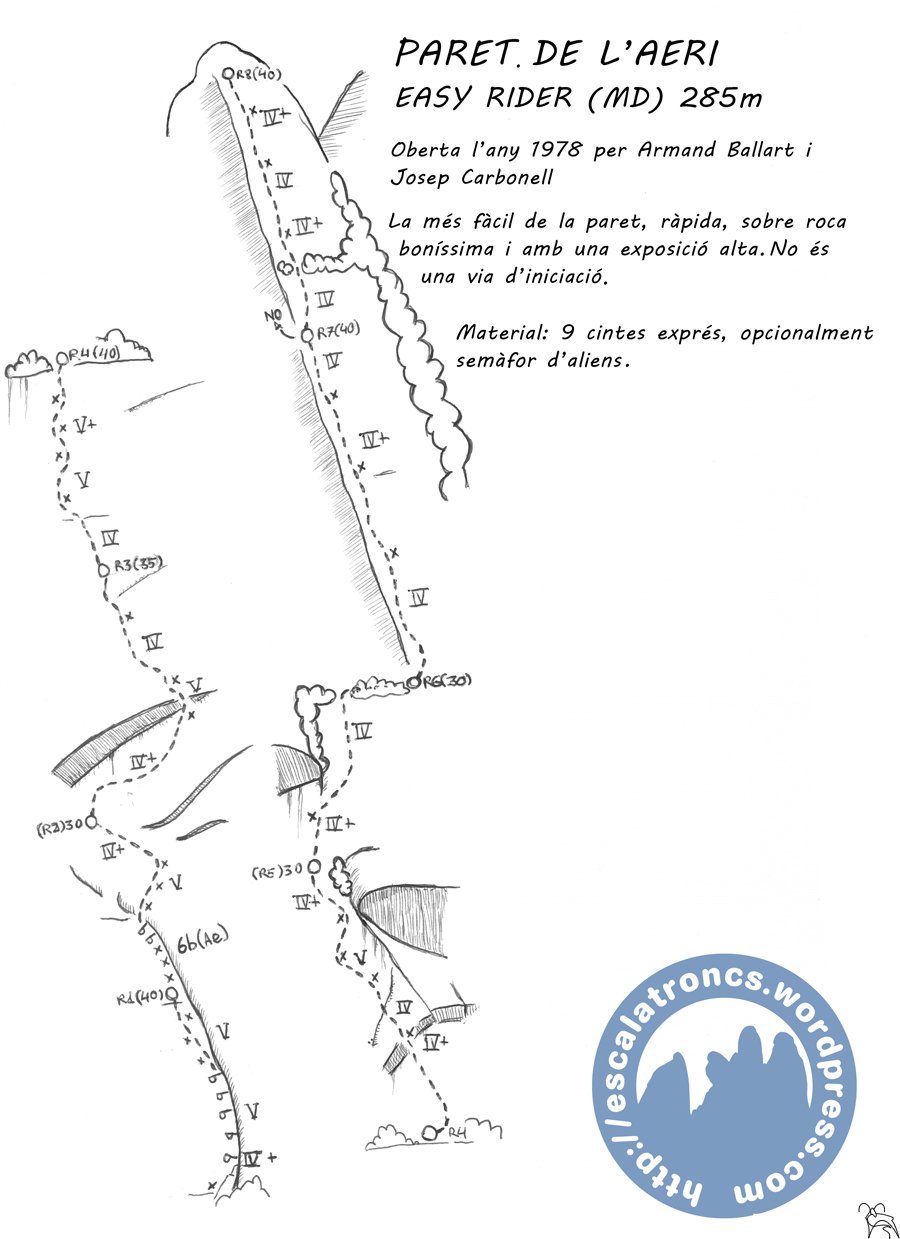 PARET DE L'AERI
EASY RIDER (MD) 285m
Oberta l'any 1978 per Armand Ballart i
Josep Carbonell
La més fàcil de la paret, ràpida, sobre roca
boníssima i amb una exposició alta. No és
una via d'iniciació.
Material: 9 cintes exprés, opcionalment
semàfor d'aliens.
R8(40)
IV+
IV
IV+
IV
NO
R7(40)
IV
IV+
IV
R6(30)
IV
IV+
(RE)30
IV+
V
IV
IV+
R4
R4(40)
V+
V
IV
R3(35)
IV
V
IV+
(R2)30
IV+
V
6b(Ae)
R1(40)
V
V
IV+
http://escalatroncs.wordpress.com